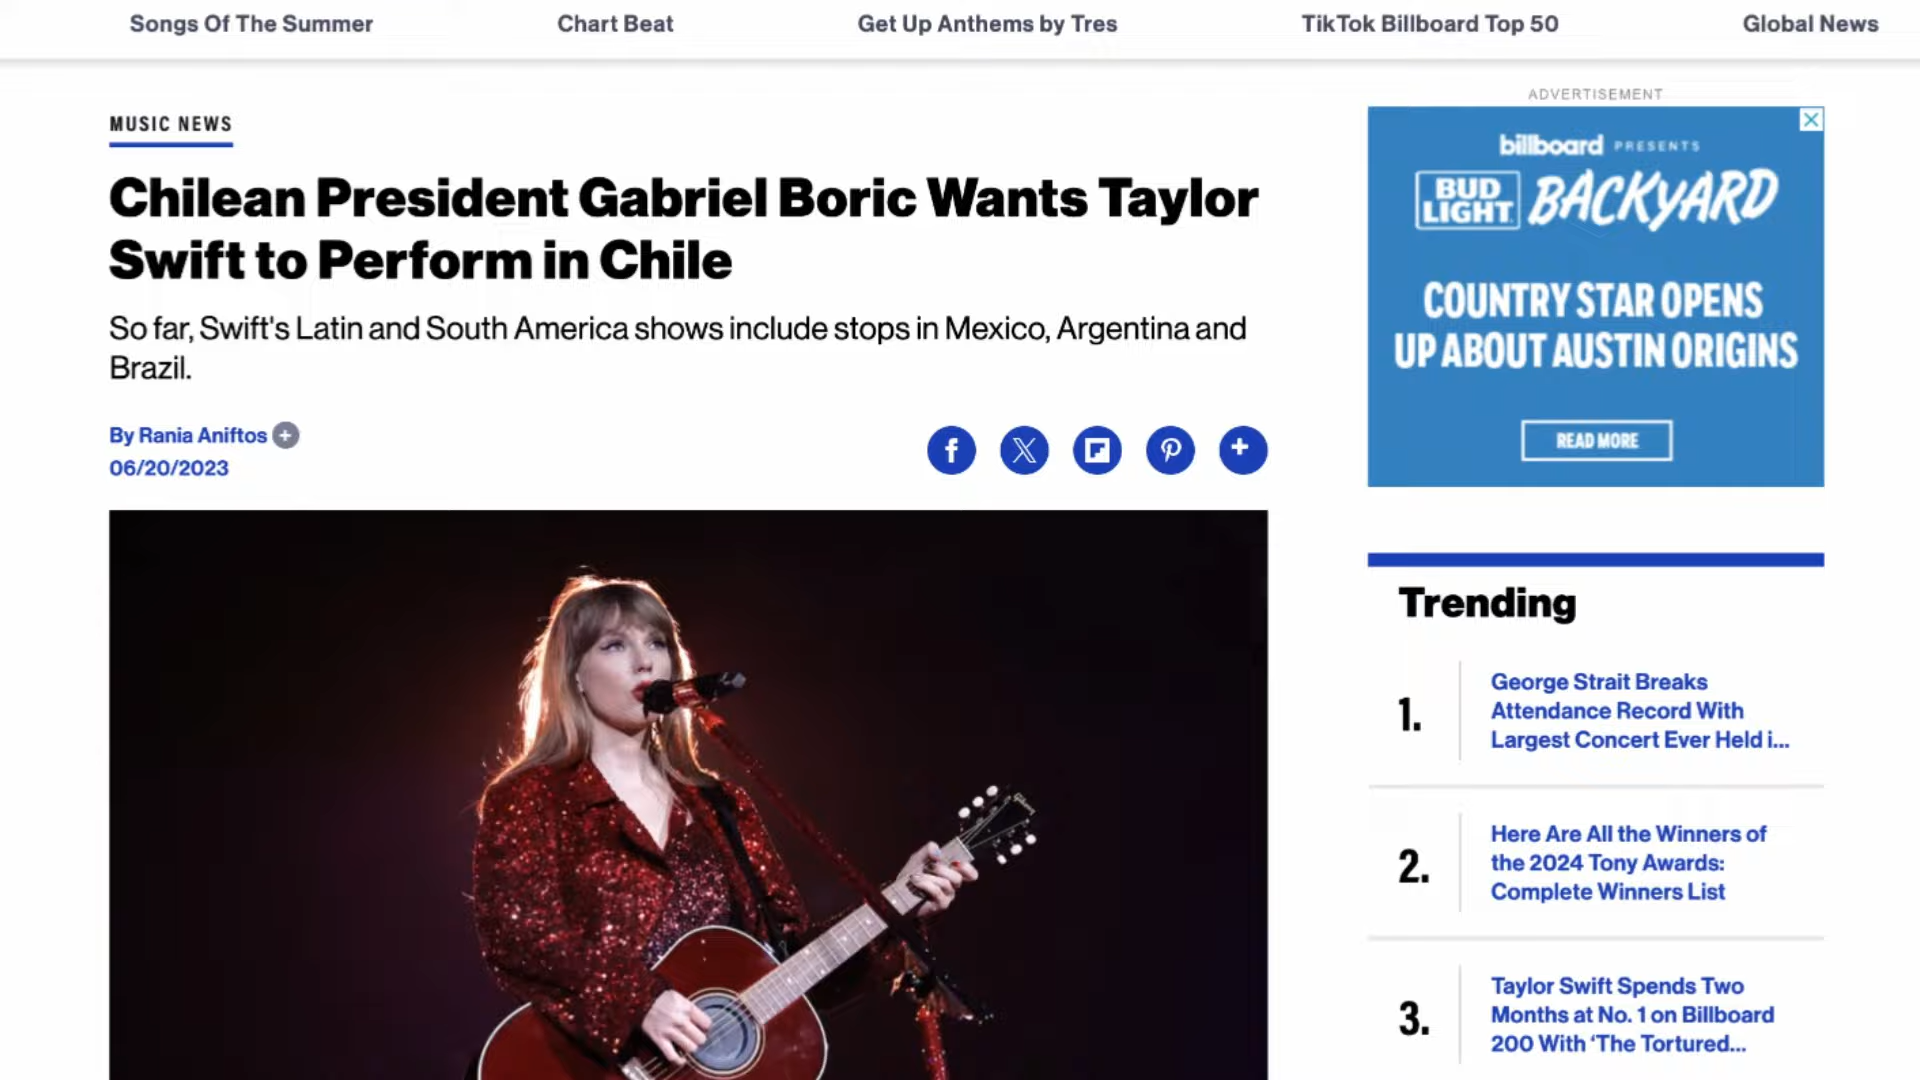 Songs Of The Summer
Chart Beat
Get Up Anthems by Tres
TikTok Billboard Top 50
Global News
MUSIC NEWS
Chilean President Gabriel Boric Wants Taylor
Swift to Perform in Chile
So far, Swift's Latin and South America shows include stops in Mexico, Argentina and
Brazil.
By Rania Aniftos
06/20/2023
ADVERTISEMENT
billboard PRESENTS
BUD
LIGHT
BACKYARD
COUNTRY STAR OPENS
UP ABOUT AUSTIN ORIGINS
READ MORE
Trending
1.
George Strait Breaks
Attendance Record With
Largest Concert Ever Held i...
2.
Here Are All the Winners of
the 2024 Tony Awards:
Complete Winners List
3.
Taylor Swift Spends Two
Months at No. 1 on Billboard
200 With ‘The Tortured...
Gibson